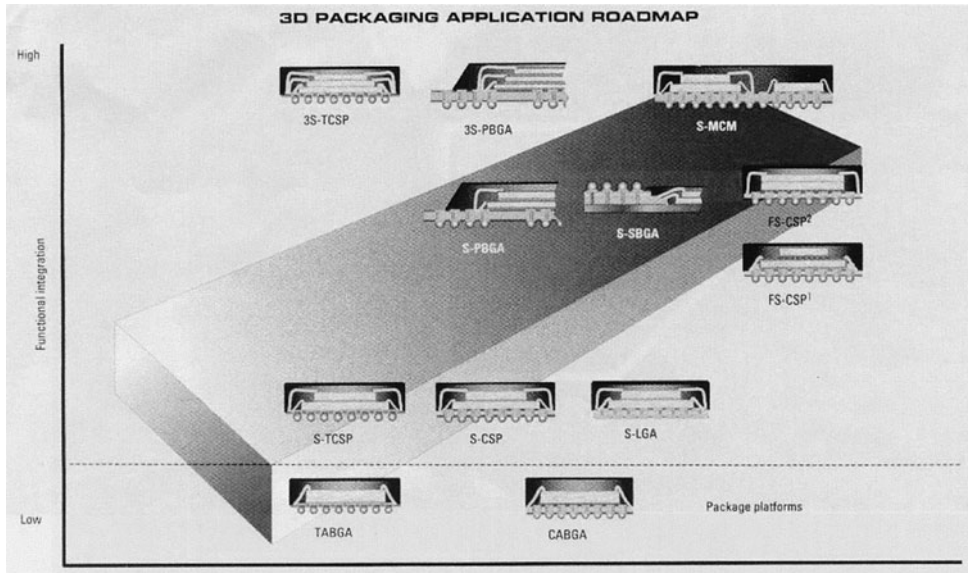 3D PACKAGING APPLICATION ROADMAP
High
3S-TCSP
3S-PBGA
S-MCM
S-PBGA
S-SBGA
FS-CSP²
FS-CSP¹
Functional integration
S-TCSP
S-CSP
S-LGA
Low
TABGA
CABGA
Package platforms